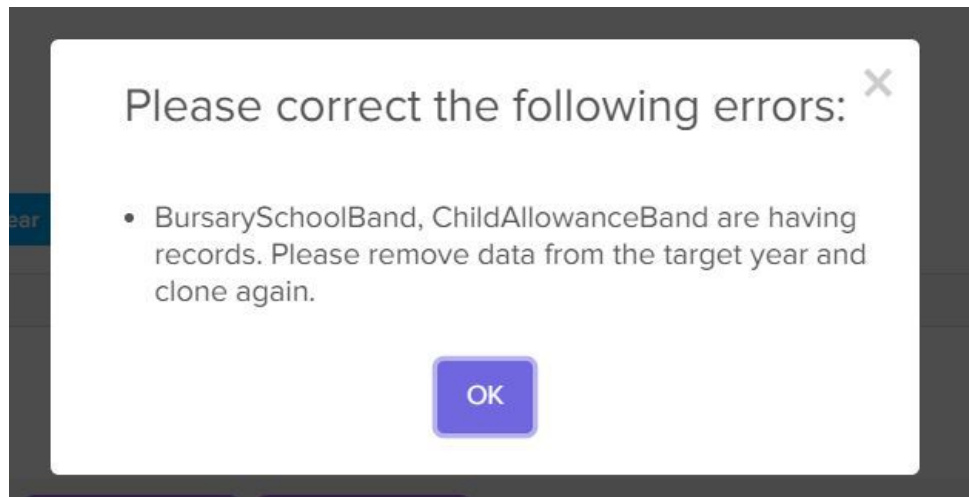 Please correct the following errors:
ear
• BursarySchoolBand, ChildAllowanceBand are having
records. Please remove data from the target year and
clone again.
OK